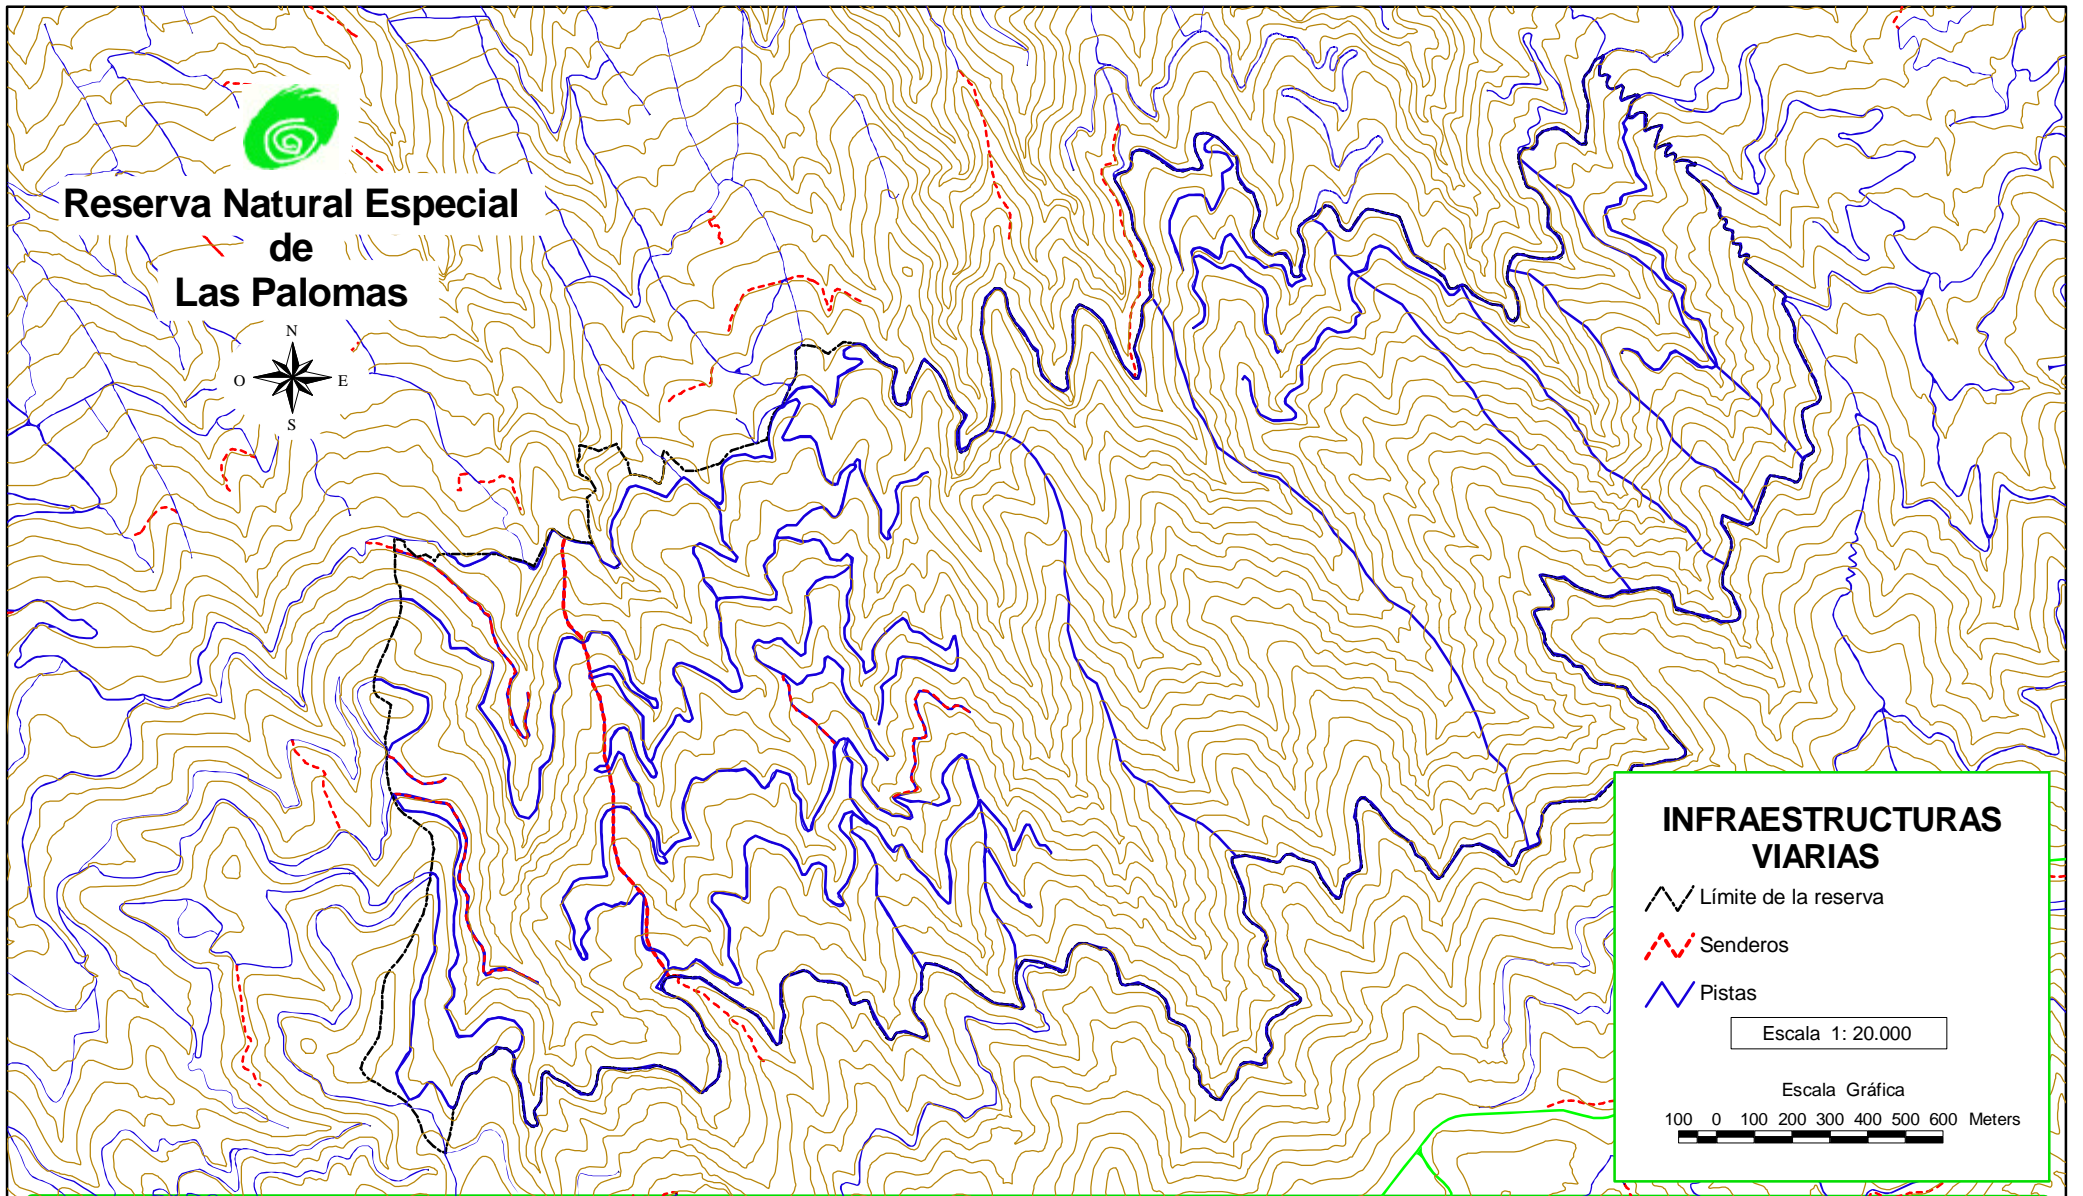 Reserva Natural Especial
de
Las Palomas
N
O E
S
INFRAESTRUCTURAS
VIARIAS
Límite de la reserva
Senderos
Pistas
Escala 1: 20.000
Escala Gráfica
100 0 100 200 300 400 500 600 Meters